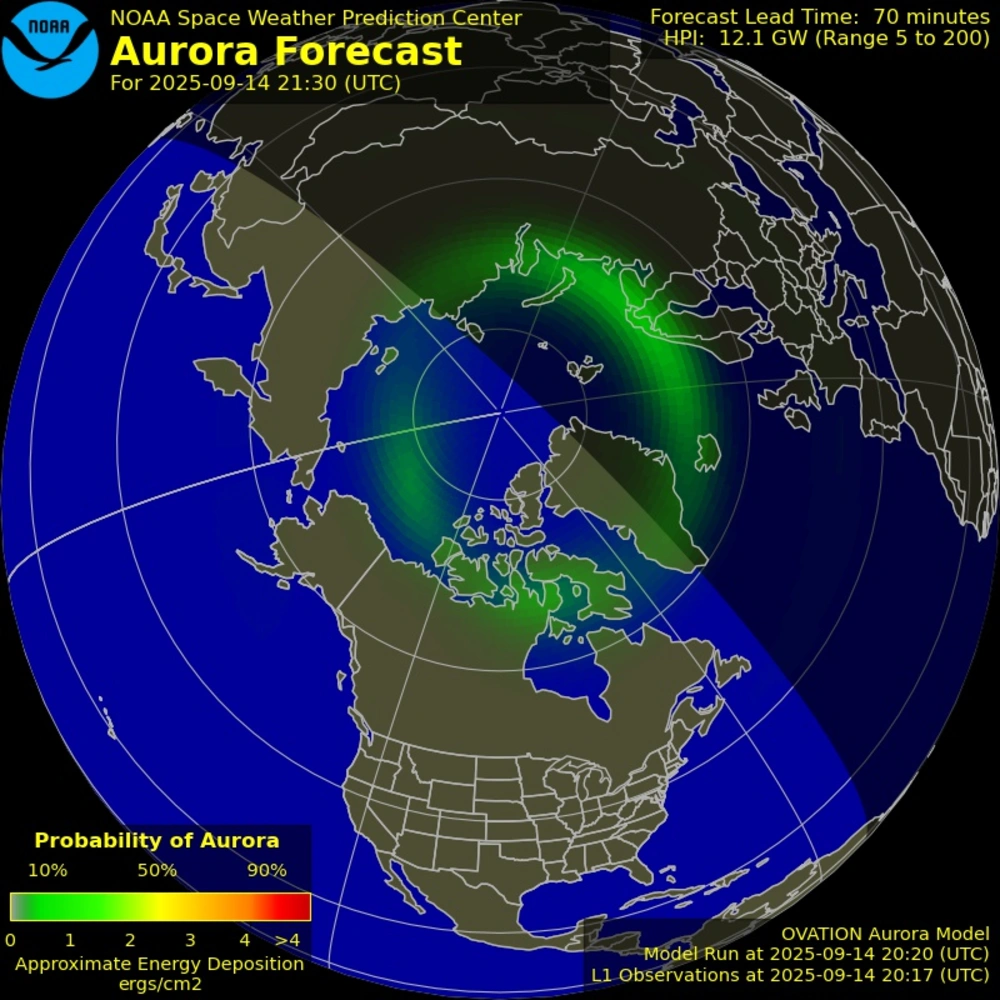 NOAA
NOAA Space Weather Prediction Center
Aurora Forecast
For 2025-09-14 21:30 (UTC)
Forecast Lead Time: 70 minutes
HPI: 12.1 GW (Range 5 to 200)
Probability of Aurora
10% 50% 90%
0 1 2 3 4 >4
Approximate Energy Deposition
ergs/cm2
OVATION Aurora Model
Model Run at 2025-09-14 20:20 (UTC)
L1 Observations at 2025-09-14 20:17 (UTC)